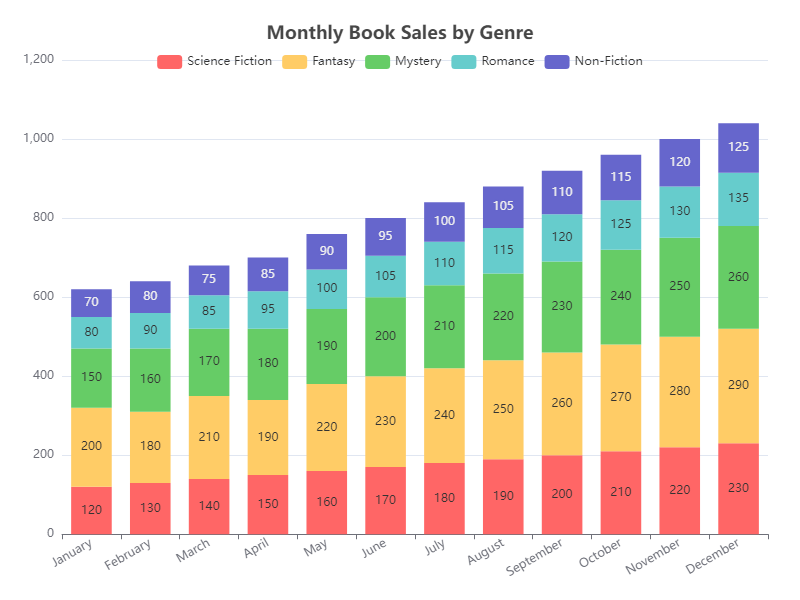 Monthly Book Sales by Genre
Science Fiction Fantasy Mystery Romance Non-Fiction
1,200
1,000
800
600
400
200
0
70 80 75 85 90 95 100 105 110 115 120 125
80 90 85 95 100 105 110 115 120 125 130 135
150 160 170 180 190 200 210 220 230 240 250 260
200 180 210 190 220 230 240 250 260 270 280 290
120 130 140 150 160 170 180 190 200 210 220 230
January February March April May June July August September October November December